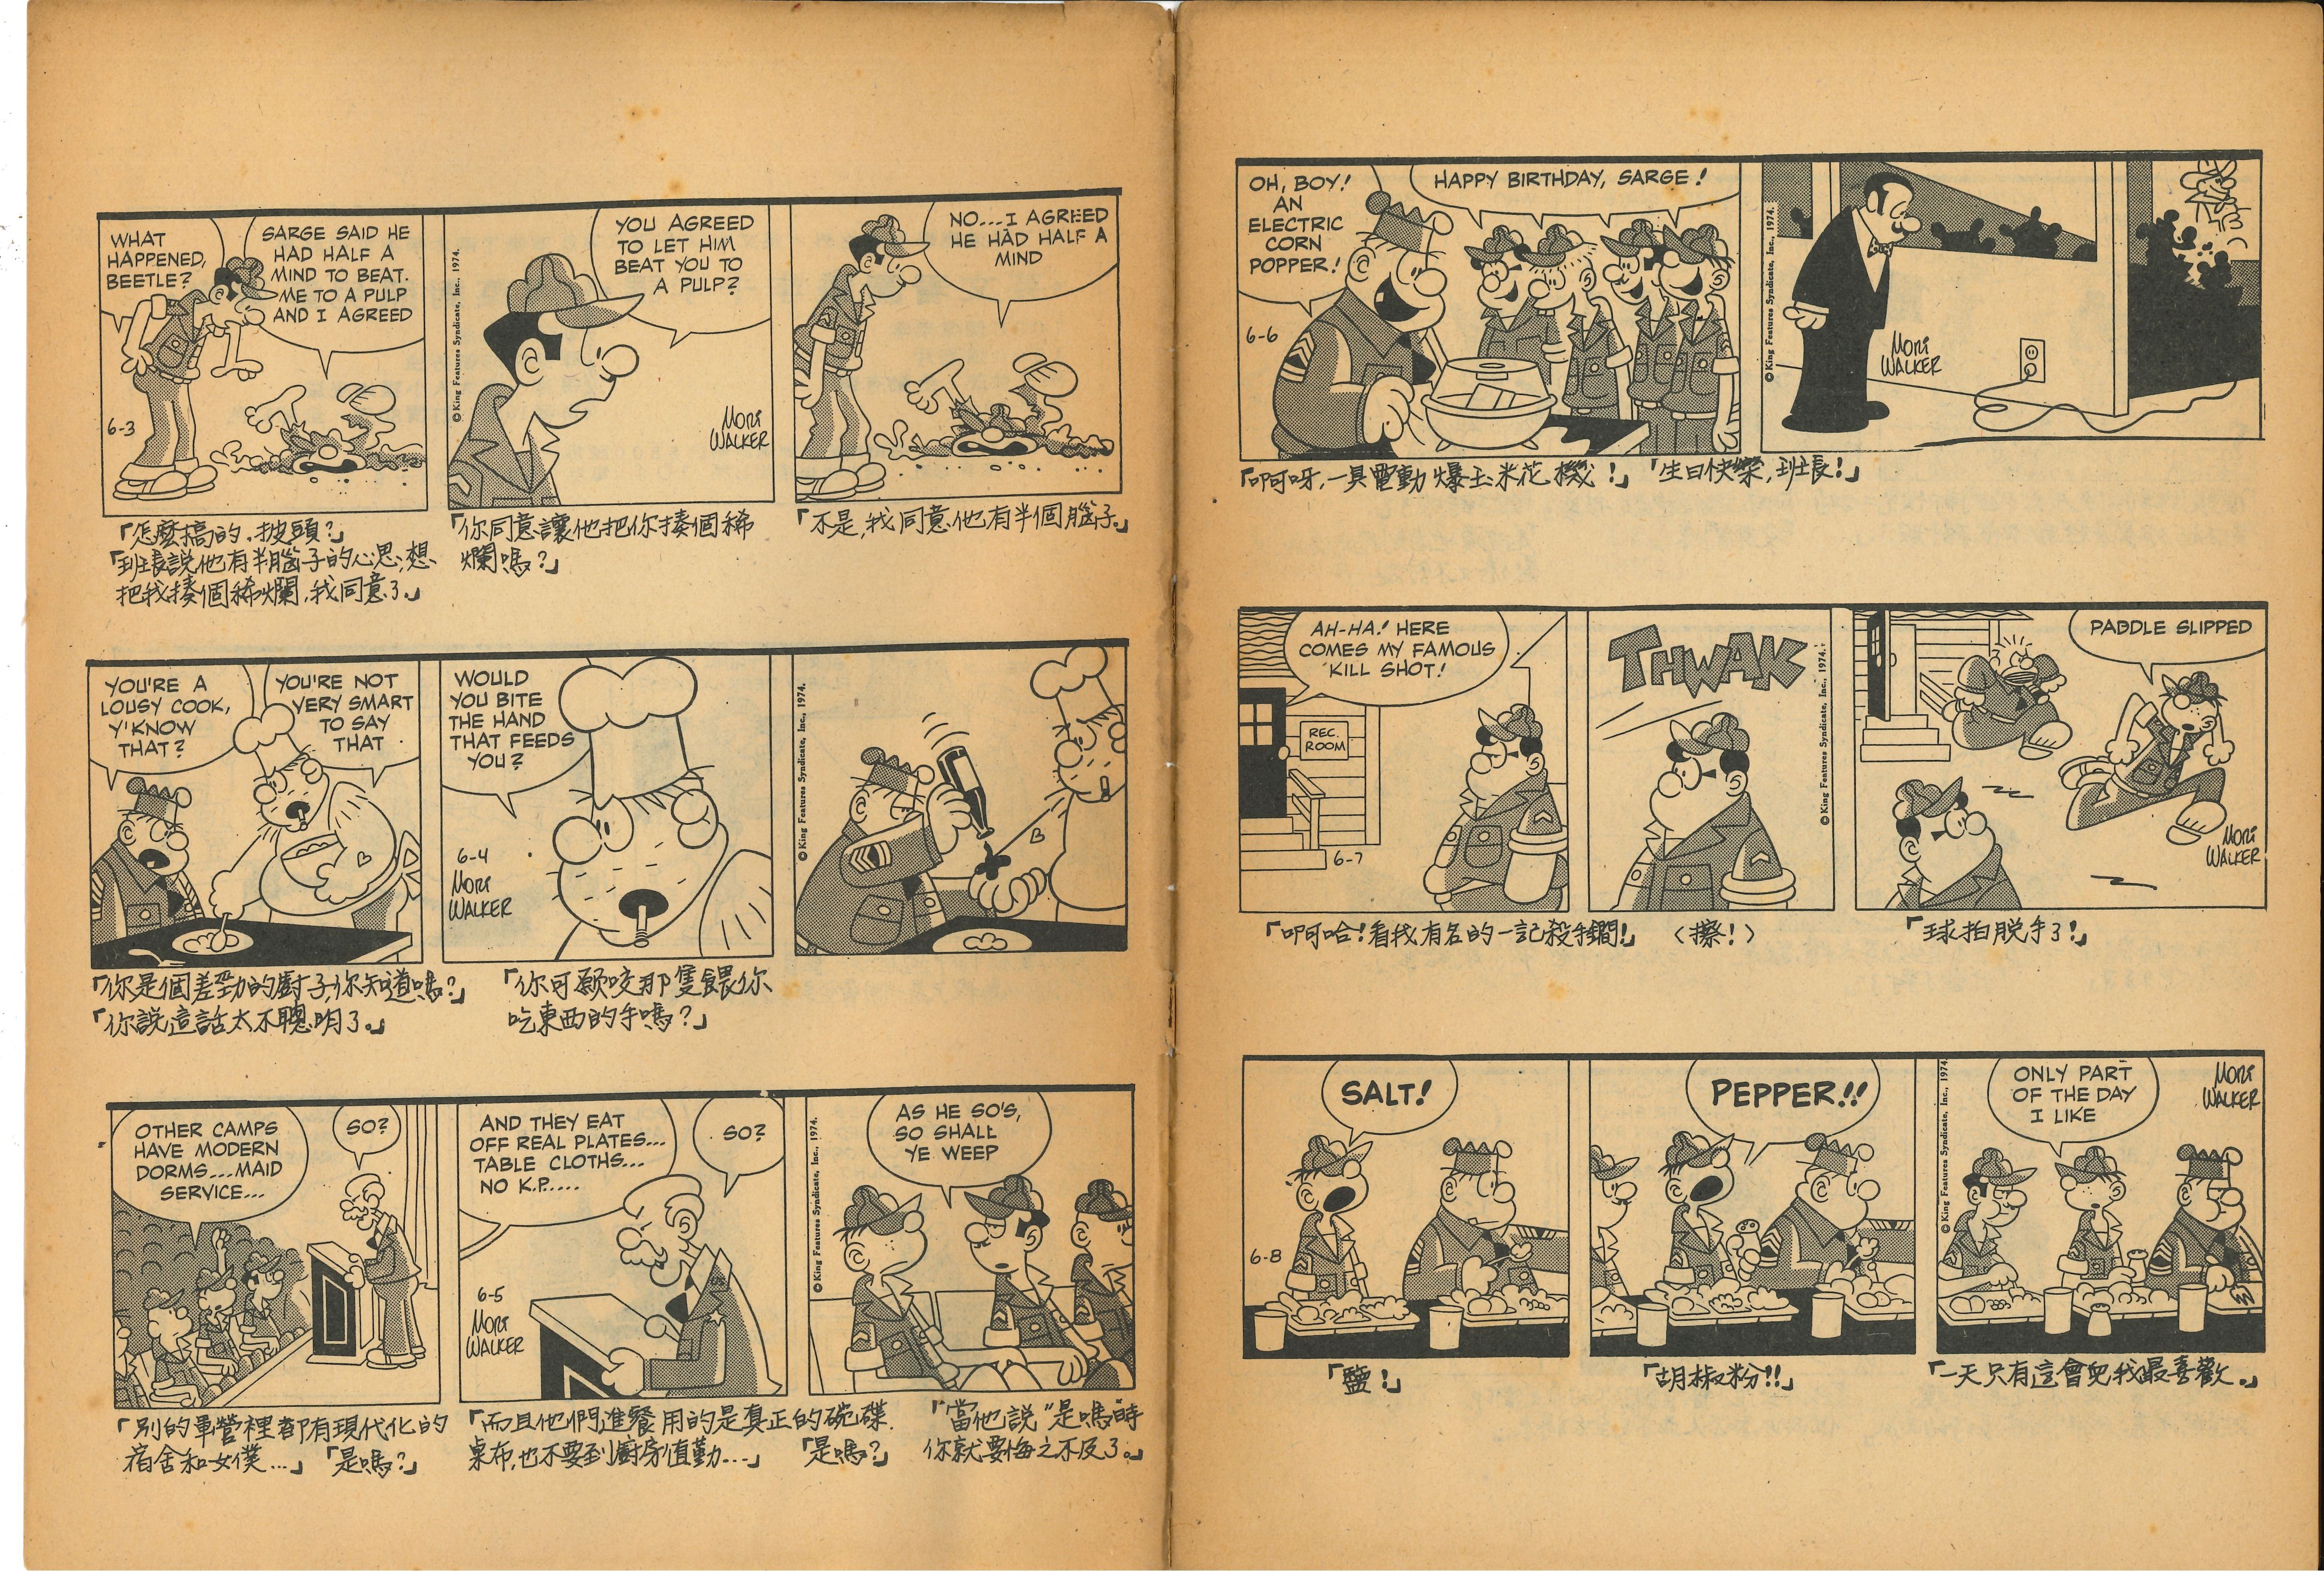 WHAT
HAPPENED,
BEETLE?
SARGE SAID HE
HAD HALF A
MIND TO BEAT.
ME TO A PULP
AND I AGREED
6-3
© King Features Syndicate, Inc., 1974.
YOU AGREED
TO LET HIM
BEAT YOU TO
A PULP?
MORT
WALKER
NO...I AGREED
HE HAD HALF A
MIND
「怎麼搞的，披頭？」
「班長說他有半腦子的心思，想
把我揍個稀爛，我同意了。」
「你同意讓他把你揍個稀
爛嗎？」
「不是，我同意他有半個腦子。」
YOU'RE A
LOUSY COOK,
Y'KNOW
THAT?
YOU'RE NOT
VERY SMART
TO SAY
THAT
WOULD
YOU BITE
THE HAND
THAT FEEDS
YOU?
6-4
MORT
WALKER
© King Features Syndicate, Inc., 1974.
「你是個差勁的廚子，你知道嗎？」
「你說這話太不聰明了。」
「你可願咬那隻餵你
吃東西的手嗎？」
OTHER CAMPS
HAVE MODERN
DORMS...MAID
SERVICE...
SO?
AND THEY EAT
OFF REAL PLATES...
TABLE CLOTHS...
NO K.P.....
SO?
6-5
MORT
WALKER
© King Features Syndicate, Inc., 1974.
AS HE SO'S,
SO SHALL
YE WEEP
「別的軍營裡都有現代化的
宿舍和女僕…」「是嗎？」
「而且他們進餐用的是真正的碗碟
桌布，也不要到廚房值勤…」「是嗎？」
「當他說“是嗎”時
你就要悔之不及了。」
OH, BOY!
AN
ELECTRIC
CORN
POPPER!
HAPPY BIRTHDAY, SARGE!
6-6
© King Features Syndicate, Inc., 1974.
MORT
WALKER
「啊呀，一具電動爆玉米花機！」「生日快樂，班長！」
AH-HA! HERE
COMES MY FAMOUS
'KILL SHOT!
REC.
ROOM
6-7
THWAK
© King Features Syndicate, Inc., 1974.
PADDLE SLIPPED
MORT
WALKER
「啊哈！看我有名的一記殺手鐧！」
〈擦！〉
「球拍脫手了！」
SALT!
6-8
PEPPER!!
© King Features Syndicate, Inc., 1974.
ONLY PART
OF THE DAY
I LIKE
MORT
WALKER
「鹽！」
「胡椒粉！！」
「一天只有這會兒我最喜歡。」